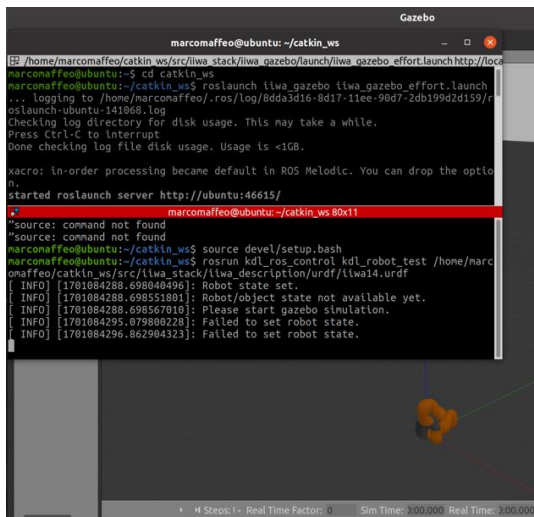 Gazebo
marcomaffeo@ubuntu: ~/catkin_ws
/home/marcomaffeo/catkin_ws/src/iiwa_stack/iiwa_gazebo/launch/iiwa_gazebo_effort.launch http://loca
marcomaffeo@ubuntu:~$ cd catkin_ws
marcomaffeo@ubuntu:~/catkin_ws$ roslaunch iiwa_gazebo iiwa_gazebo_effort.launch
... logging to /home/marcomaffeo/.ros/log/8dda3d16-8d17-11ee-90d7-2db199d2d159/r
oslaunch-ubuntu-141068.log
Checking log directory for disk usage. This may take a while.
Press Ctrl-C to interrupt
Done checking log file disk usage. Usage is <1GB.
xacro: in-order processing became default in ROS Melodic. You can drop the optio
n.
started roslaunch server http://ubuntu:46615/
marcomaffeo@ubuntu: ~/catkin_ws 80x11
"source: command not found
"source: command not found
marcomaffeo@ubuntu:~/catkin_ws$ source devel/setup.bash
marcomaffeo@ubuntu:~/catkin_ws$ rosrun kdl_ros_control kdl_robot_test /home/marc
omaffeo/catkin_ws/src/iiwa_stack/iiwa_description/urdf/iiwa14.urdf
[ INFO] [1701084288.698040496]: Robot state set.
[ INFO] [1701084288.698551801]: Robot/object state not available yet.
[ INFO] [1701084288.698567010]: Please start gazebo simulation.
[ INFO] [1701084295.079800228]: Failed to set robot state.
[ INFO] [1701084296.862904323]: Failed to set robot state.
Steps: 1 Real Time Factor: 0 Sim Time: 0:00.000 Real Time: 0:00.000